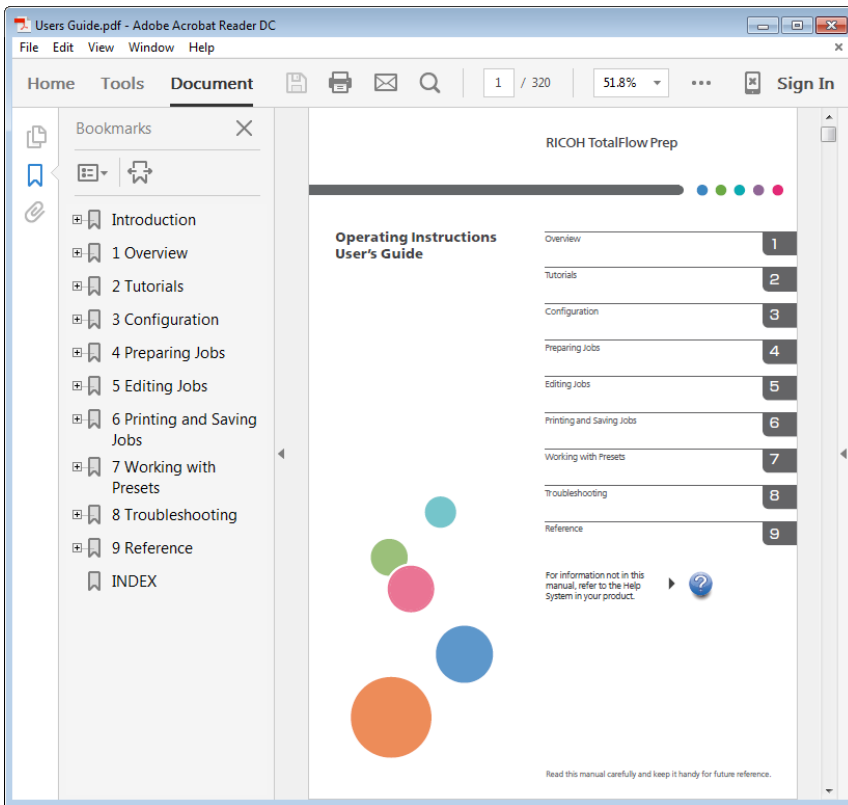 Users Guide.pdf - Adobe Acrobat Reader DC
File Edit View Window Help
Home Tools Document 1 / 320 51.8% Sign In
Bookmarks
Introduction
1 Overview
2 Tutorials
3 Configuration
4 Preparing Jobs
5 Editing Jobs
6 Printing and Saving
Jobs
7 Working with
Presets
8 Troubleshooting
9 Reference
INDEX
RICOH TotalFlow Prep
Operating Instructions
User's Guide
Overview 1
Tutorials 2
Configuration 3
Preparing Jobs 4
Editing Jobs 5
Printing and Saving Jobs 6
Working with Presets 7
Troubleshooting 8
Reference 9
For information not in this
manual, refer to the Help
System in your product.
?
Read this manual carefully and keep it handy for future reference.